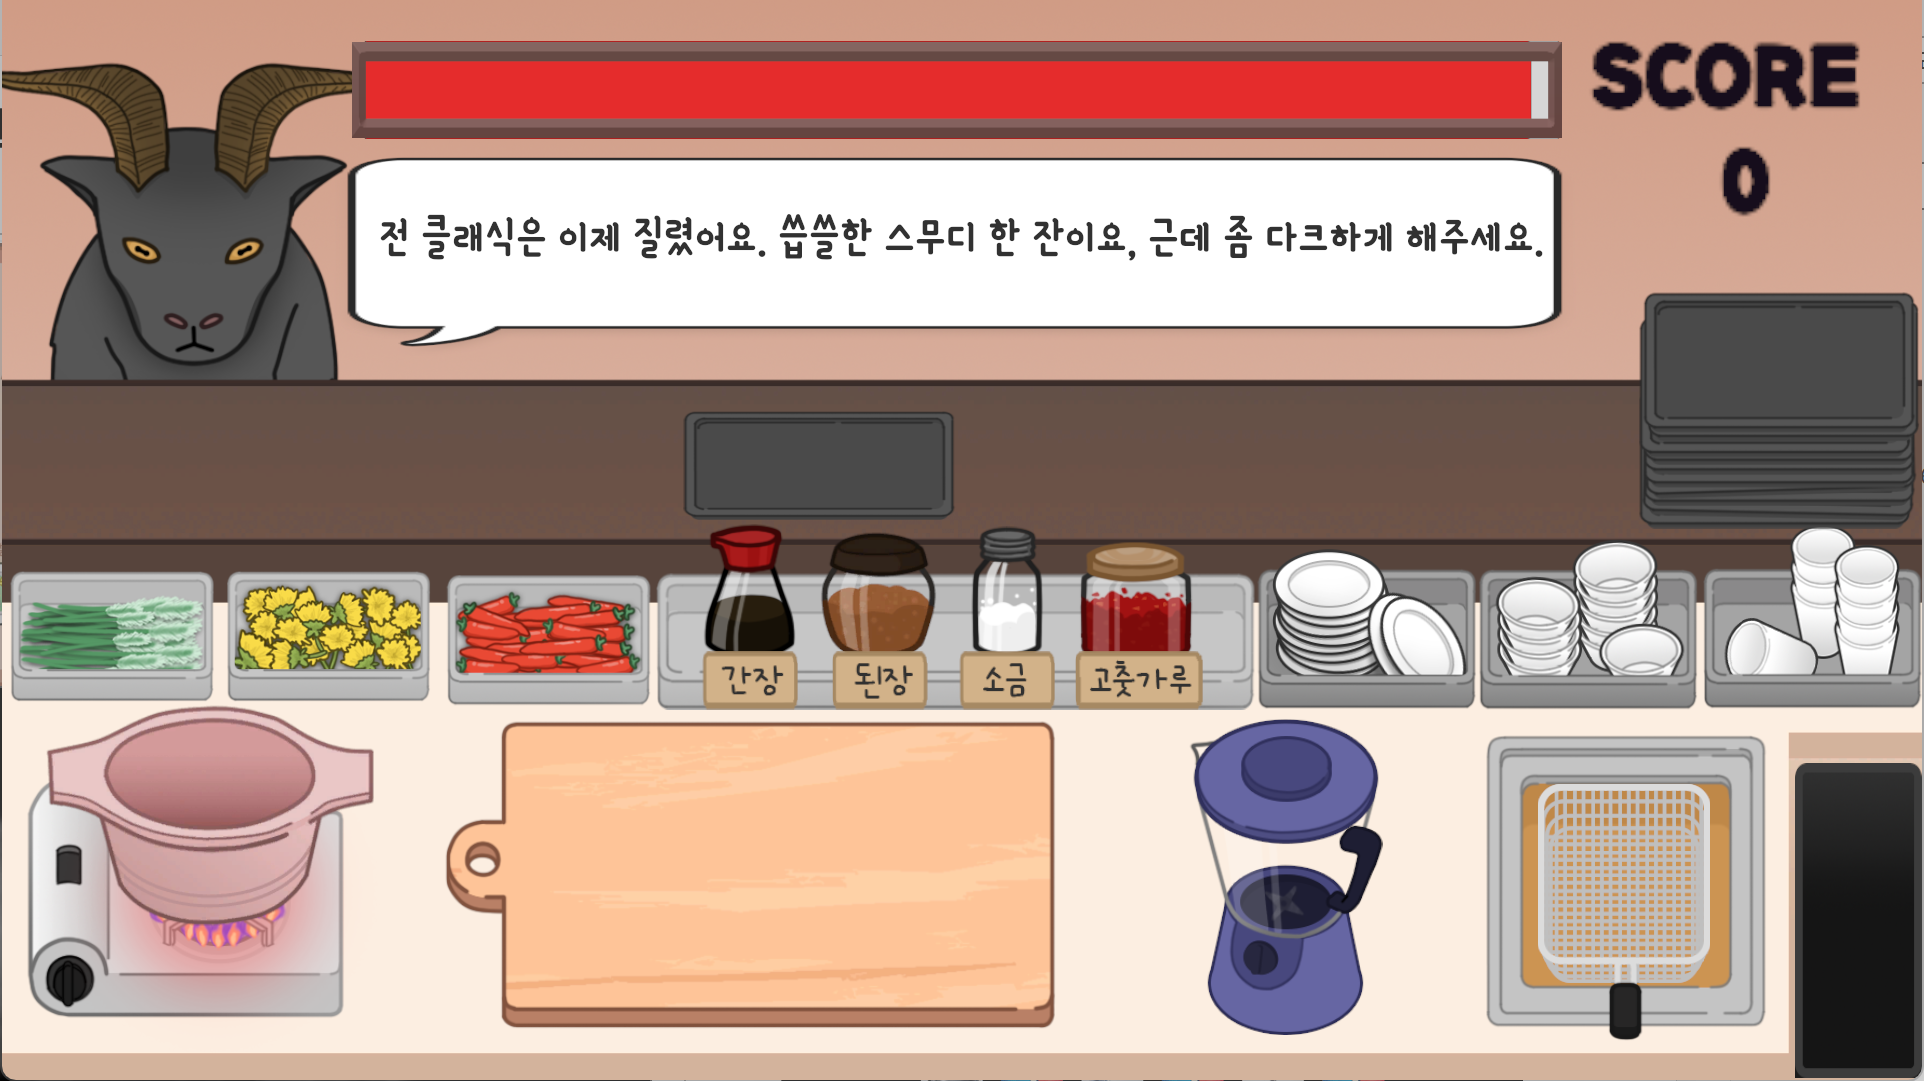 SCORE
0
전 클래식은 이제 질렸어요. 씁쓸한 스무디 한 잔이요, 근데 좀 다크하게 해주세요.
간장
된장
소금
고춧가루